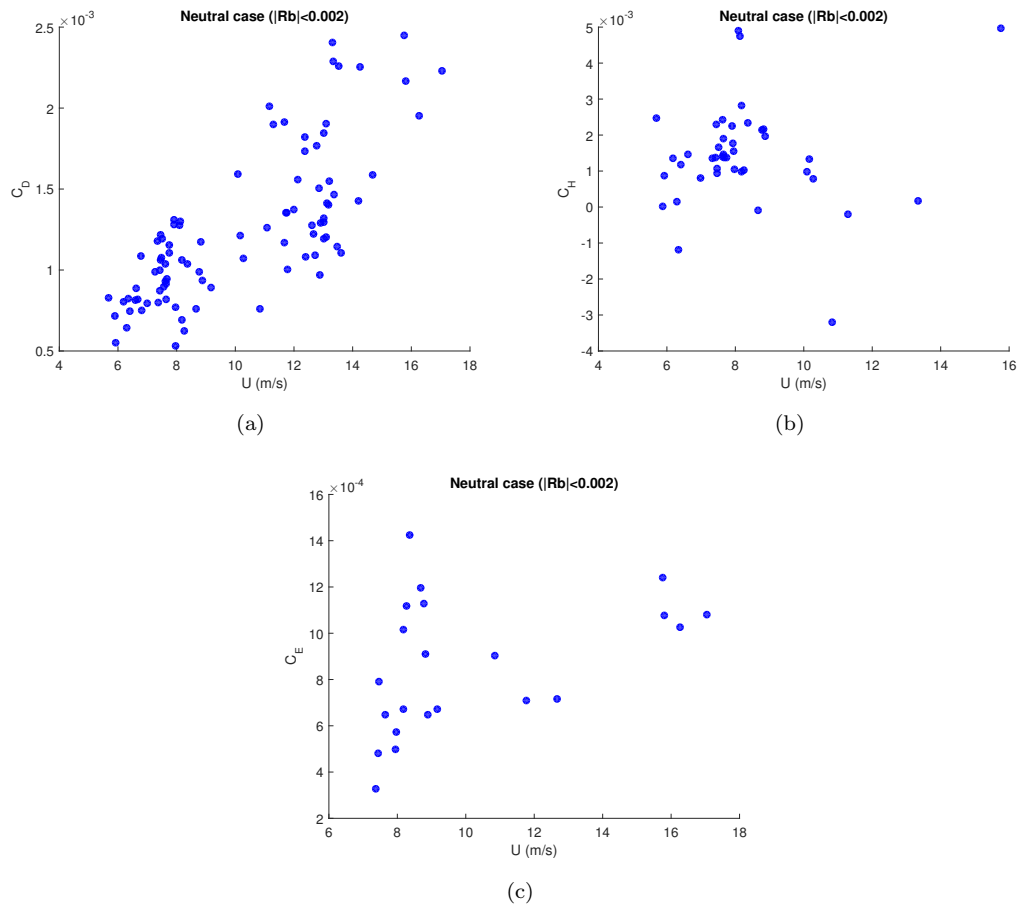 ×10⁻³ Neutral case (|Rb|<0.002)
2.5
2
1.5
1
0.5
C_D
4 6 8 10 12 14 16 18
U (m/s)
(a)
×10⁻³ Neutral case (|Rb|<0.002)
5
4
3
2
1
0
-1
-2
-3
-4
C_H
4 6 8 10 12 14 16
U (m/s)
(b)
×10⁻⁴ Neutral case (|Rb|<0.002)
16
14
12
10
8
6
4
2
C_E
6 8 10 12 14 16 18
U (m/s)
(c)